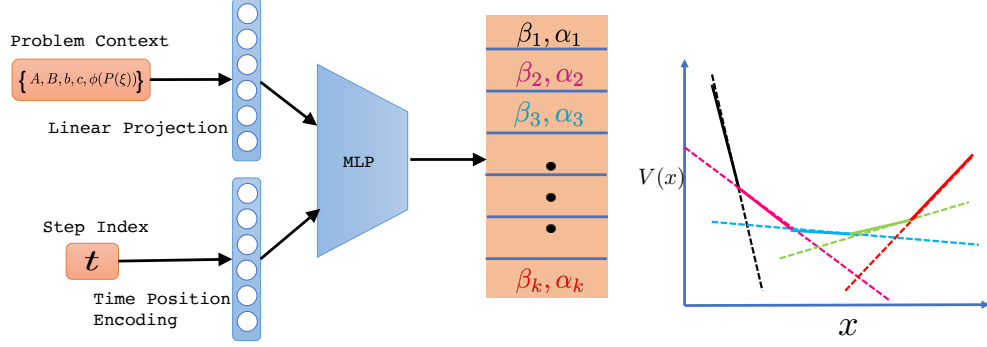 Problem Context
{A, B, b, c, ϕ(P(ξ))}
Linear Projection
Step Index
t
Time Position
Encoding
MLP
β₁, α₁
β₂, α₂
β₃, α₃
βₖ, αₖ
V(x)
x